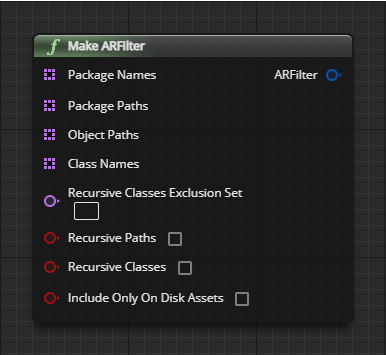 f Make ARFilter
Package Names
ARFilter
Package Paths
Object Paths
Class Names
Recursive Classes Exclusion Set
Recursive Paths
Recursive Classes
Include Only On Disk Assets